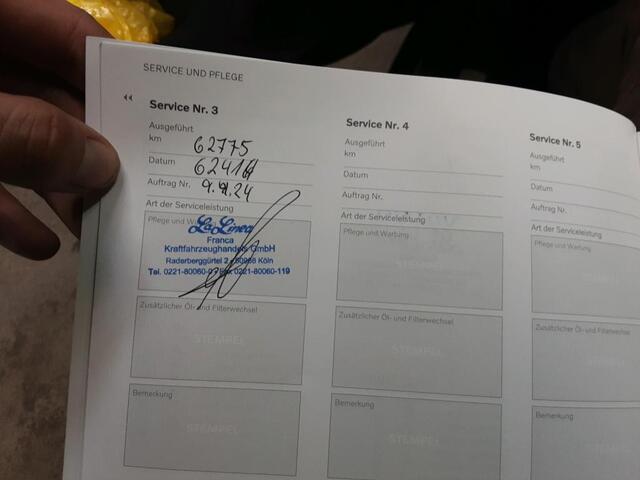 SERVICE UND PFLEGE
Service Nr. 3
Ausgeführt
km 62775
Datum
Auftrag Nr.
Art der Serviceleistung
Pflege und
La Linea
Franca
Kraftfahrzeughandels GmbH
Raderberggürtel 2
Köln
Tel. 0221-80060-
0221-80060-119
Zusätzlicher Öl- und Filterwechsel
STEMPEL
Bemerkung
STEMPEL
Service Nr. 4
Ausgeführt
km
Datum
Auftrag Nr.
Art der Serviceleistung
Pflege und Wartung
STEMPEL
Zusätzlicher Öl- und Filterwechsel
STEMPEL
Bemerkung
STEMPEL
Service Nr. 5
Ausgeführt
km
Datum
Auftrag Nr.
Art der Serviceleistung
Pflege und Wartung
Zusätzlicher Öl- und Filterwechsel
Bemerkung